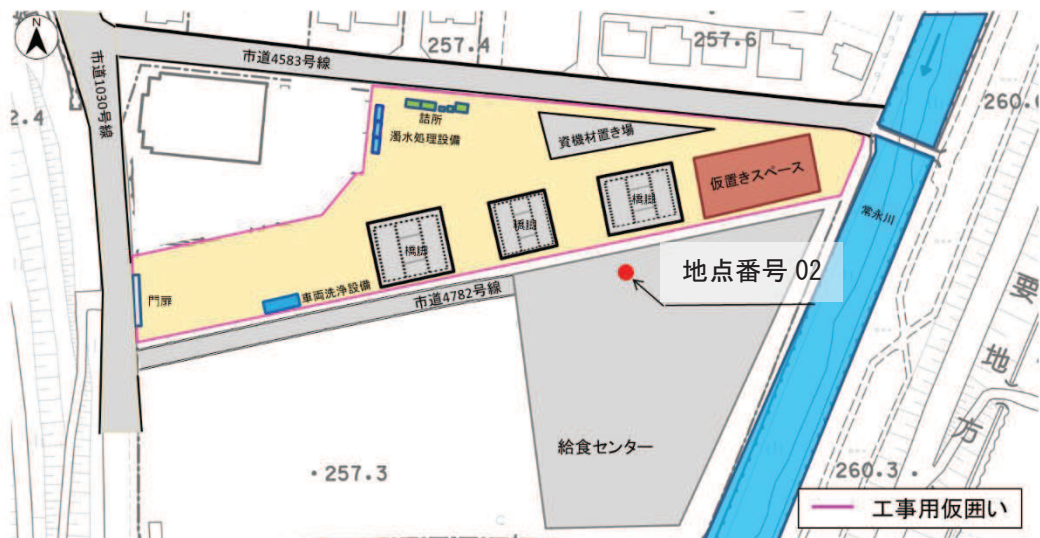 N
257.4
257.6
市道4583号線
市道1030号線
260.
2.4
詰所
濁水処理設備
資機材置き場
仮置きスペース
橋脚
橋脚
橋脚
常永川
地点番号 02
門扉
車両洗浄設備
市道4782号線
要
地
方
給食センター
257.3
260.3
工事用仮囲い